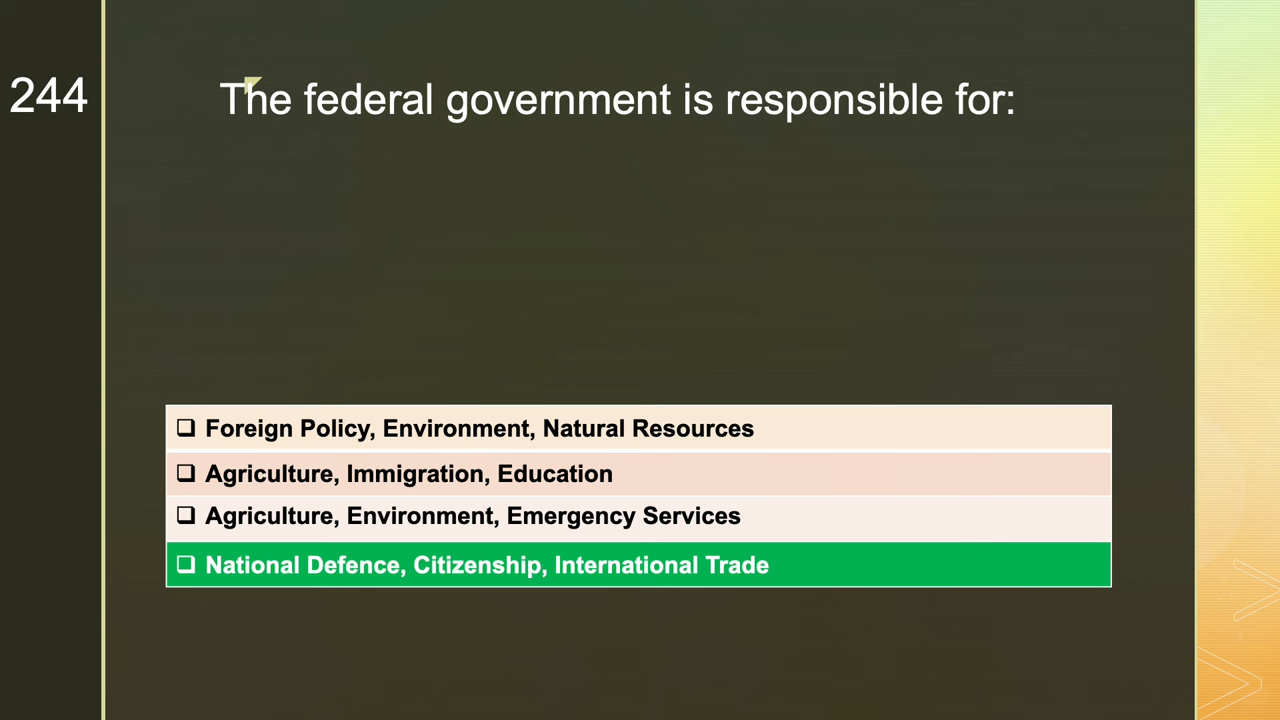 244
The federal government is responsible for:
❑ Foreign Policy, Environment, Natural Resources
❑ Agriculture, Immigration, Education
❑ Agriculture, Environment, Emergency Services
❑ National Defence, Citizenship, International Trade